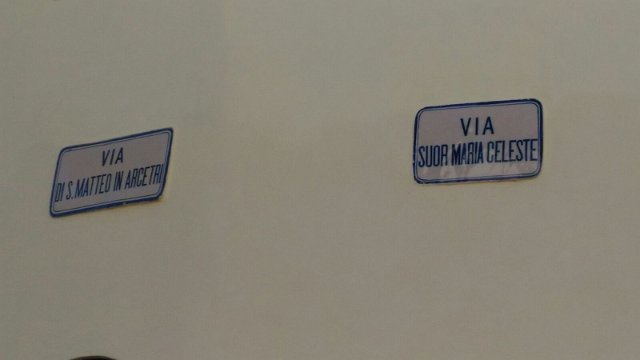 VIA
DI S. MATTEO IN ARCETRI
VIA
SUOR MARIA CELESTE